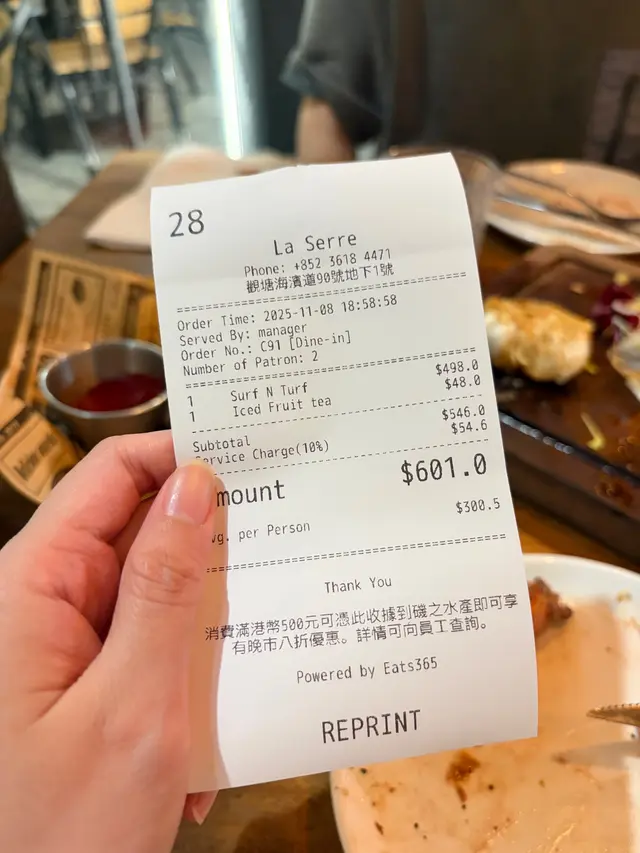 28
La Serre
Phone: +852 3618 4471
觀塘海濱道90號地下1號
Order Time: 2025-11-08 18:58:58
Served By: manager
Order No.: C91 [Dine-in]
Number of Patron: 2
1 Surf N Turf $498.0
1 Iced Fruit tea $48.0
Subtotal $546.0
ervice Charge(10%) $54.6
mount $601.0
vg. per Person $300.5
Thank You
消費滿港幣500元可憑此收據到磯之水產即可享
有晚市八折優惠。詳情可向員工查詢。
Powered by Eats365
REPRINT